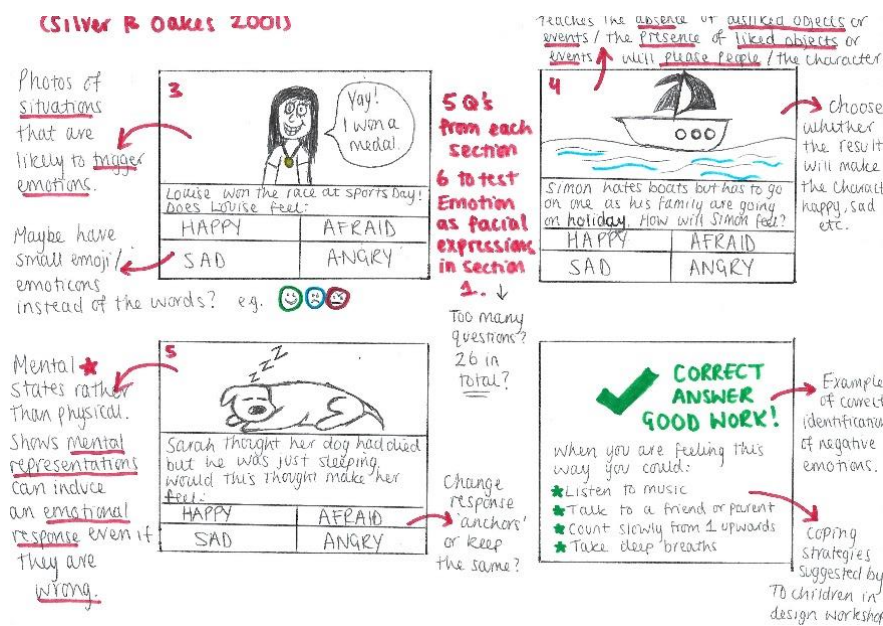 (Silver & Oakes 2001)
Teaches the absence of disliked objects or
events / the presence of liked objects or
events will please people / the character
Photos of
situations
that are
likely to trigger
emotions.
3
Yay!
I won a
medal.
Louise won the race at sports Day!
Does Louise feel:
HAPPY AFRAID
SAD ANGRY
Maybe have
small emoji/
emoticons
instead of the words? eg.
5 Q's
from each
section
6 to test
Emotion
as facial
expressions
in section
1.
Too many
questions?
26 in
total?
4
Simon hates boats but has to go
on one as his family are going
on holiday. How will Simon feel?
HAPPY AFRAID
SAD ANGRY
choose
whether
the result
will make
the charact
happy, sad
etc.
Mental
states rather
than physical.
Shows mental
representations
can induce
an emotional
response even if
they are
wrong.
5
zzz
Sarah thought her dog had died
but he was just sleeping.
would this thought make her
feel:
HAPPY AFRAID
SAD ANGRY
Change
response
'anchors'
or keep
the same?
CORRECT
ANSWER
GOOD WORK!
when you are feeling this
way you could:
Listen to music
Talk to a friend or parent
Count slowly from 1 upwards
Take deep breaths
Example
of correct
identification
of negative
emotions.
coping
strategies
suggested by
To children in
design workshop